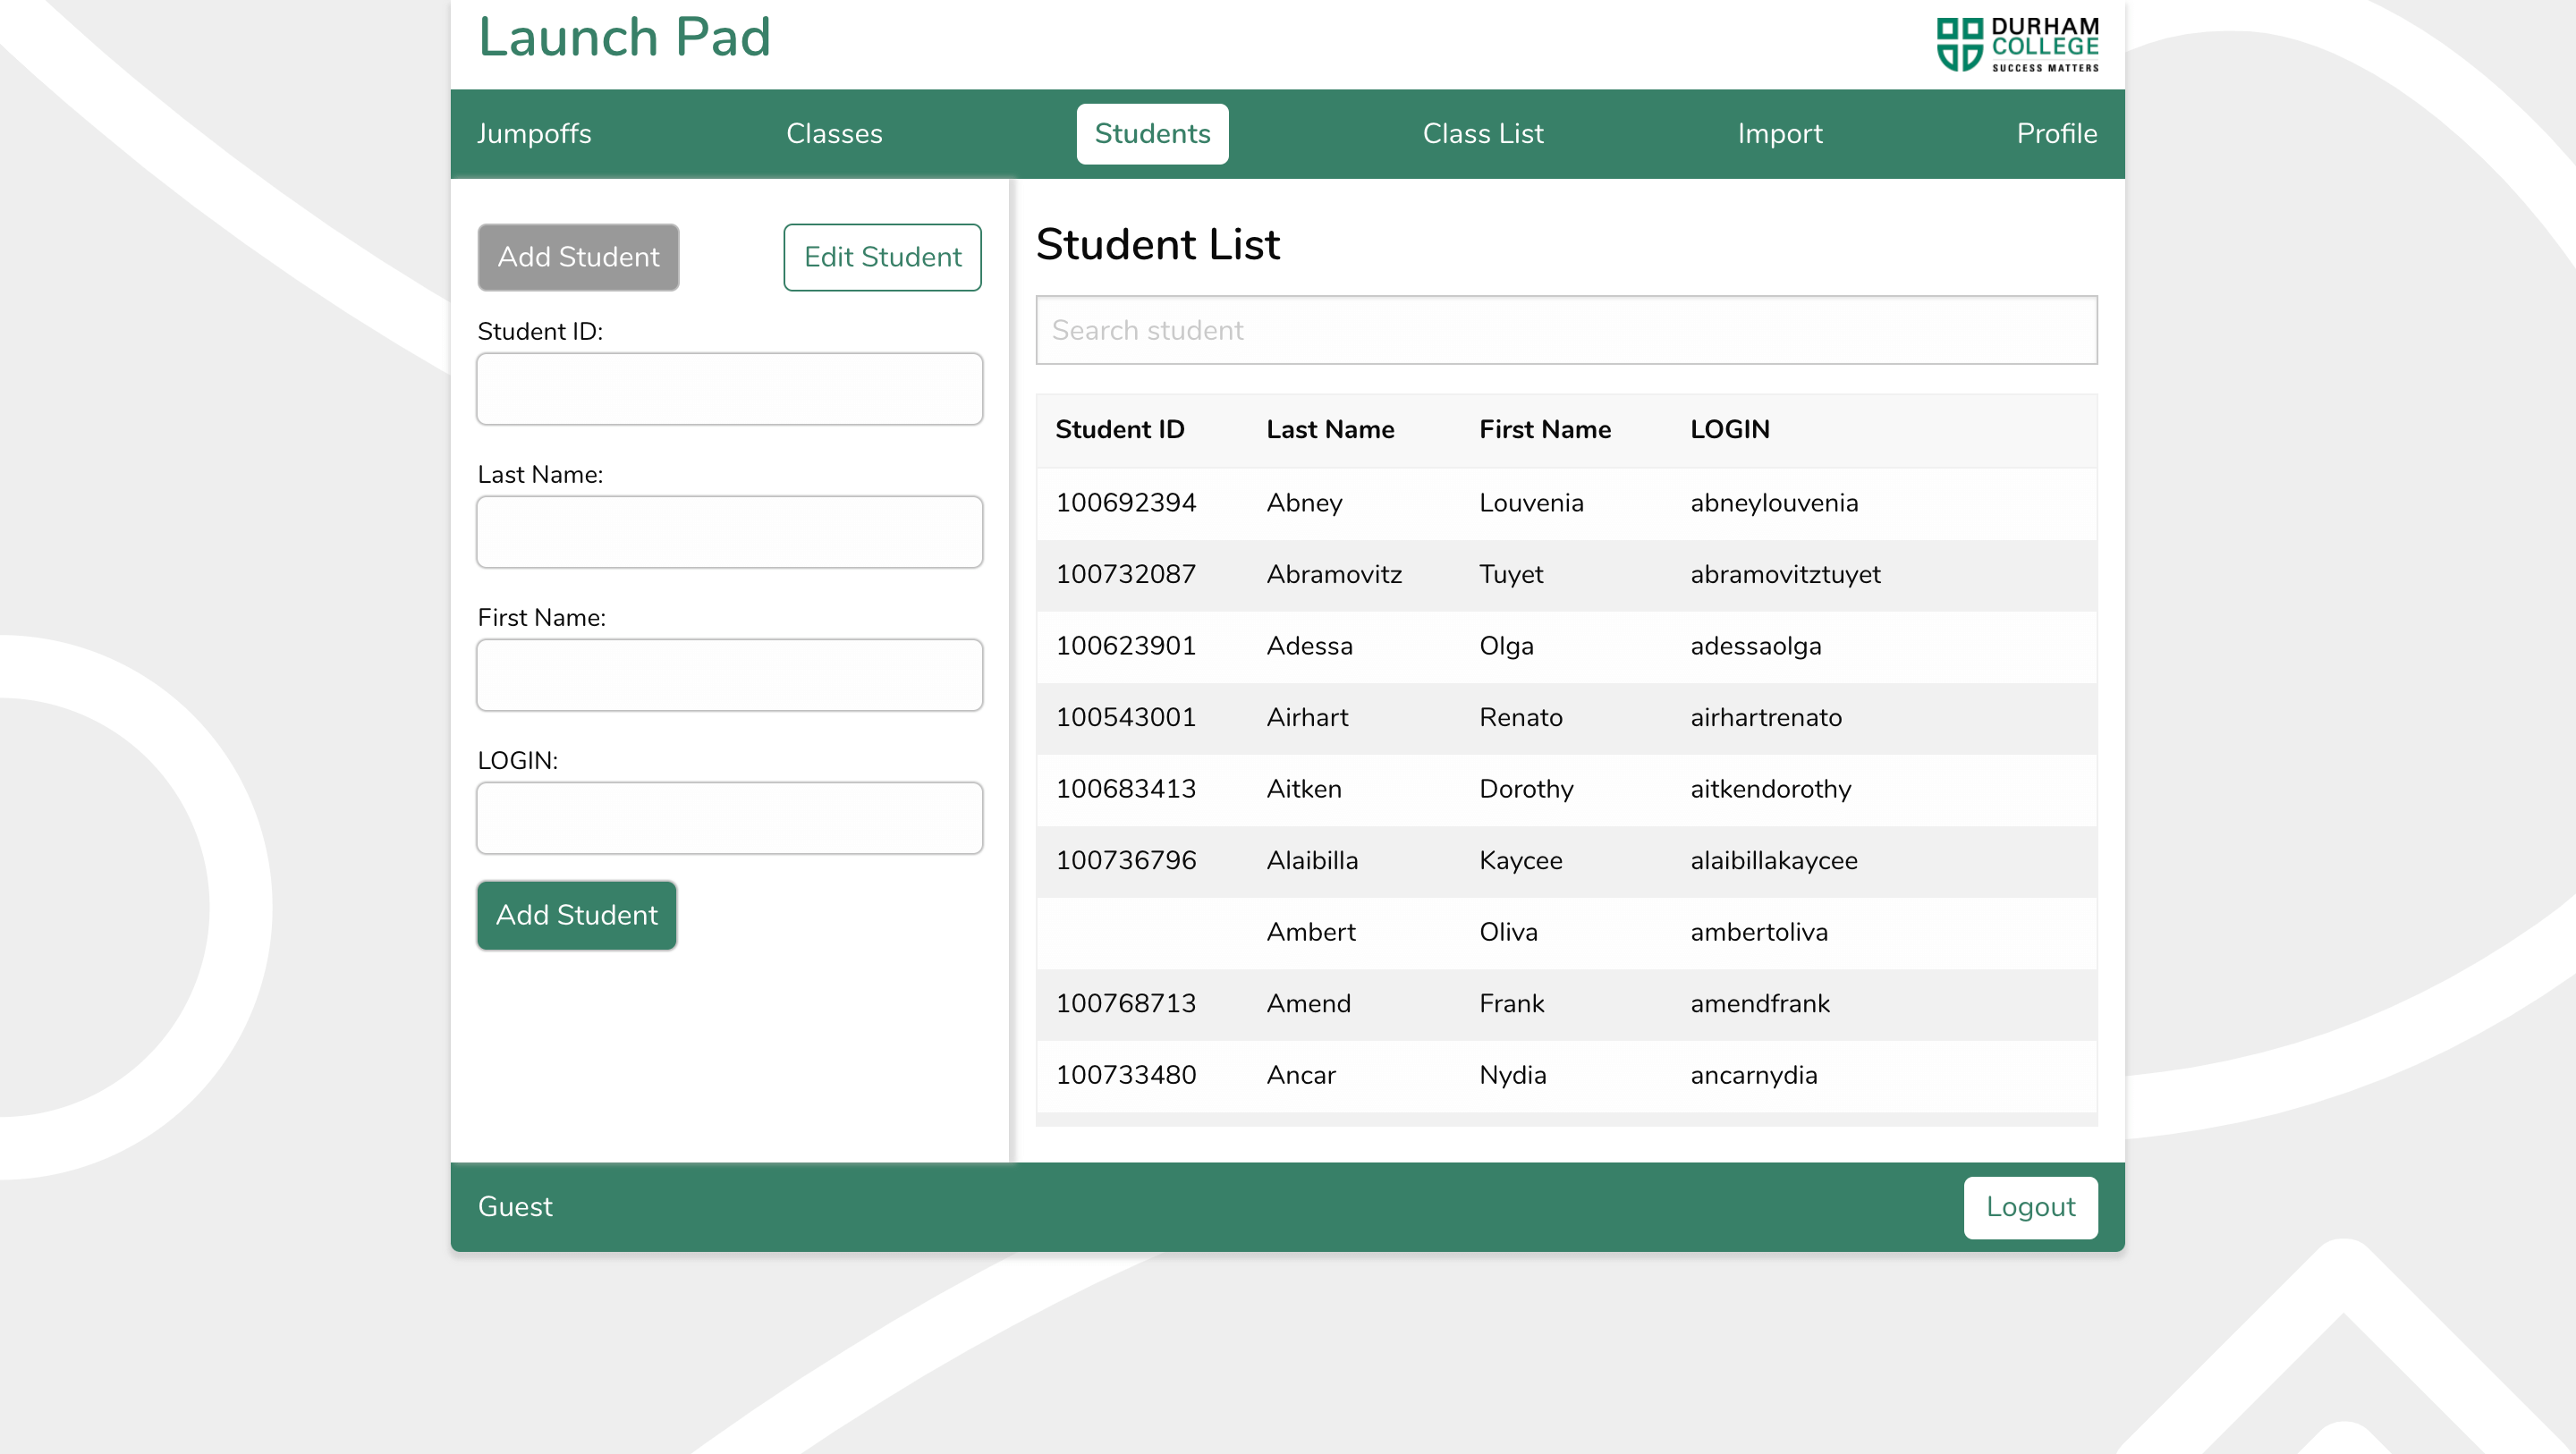 Launch Pad
DURHAM
COLLEGE
SUCCESS MATTERS
Jumpoffs Classes Students Class List Import Profile
Add Student Edit Student
Student ID:
Last Name:
First Name:
LOGIN:
Add Student
Student List
Search student
Student ID Last Name First Name LOGIN
100692394 Abney Louvenia abneylouvenia
100732087 Abramovitz Tuyet abramovitztuyet
100623901 Adessa Olga adessaolga
100543001 Airhart Renato airhartrenato
100683413 Aitken Dorothy aitkendorothy
100736796 Alaibilla Kaycee alaibillakaycee
Ambert Oliva ambertoliva
100768713 Amend Frank amendfrank
100733480 Ancar Nydia ancarnydia
Guest Logout